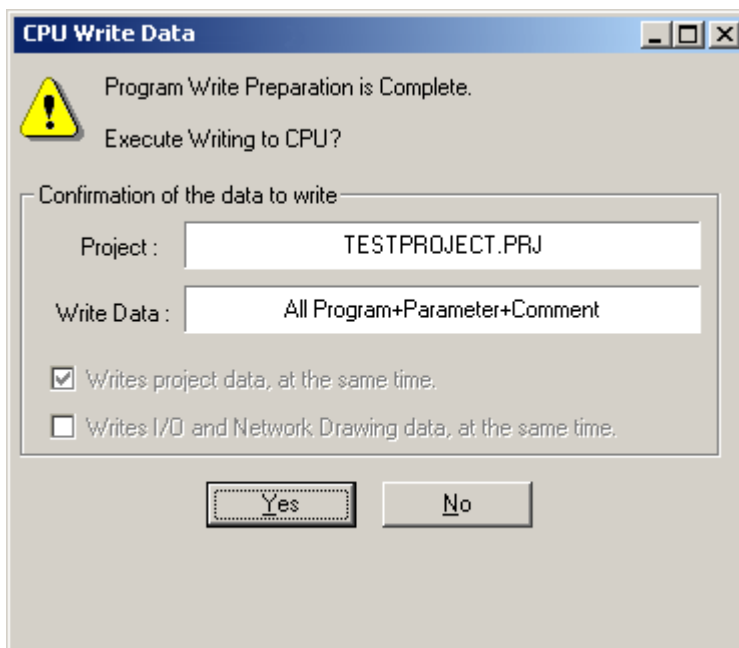 CPU Write Data
Program Write Preparation is Complete.
Execute Writing to CPU?
Confirmation of the data to write
Project : TESTPROJECT.PRJ
Write Data : All Program+Parameter+Comment
Writes project data, at the same time.
Writes I/O and Network Drawing data, at the same time.
Yes No